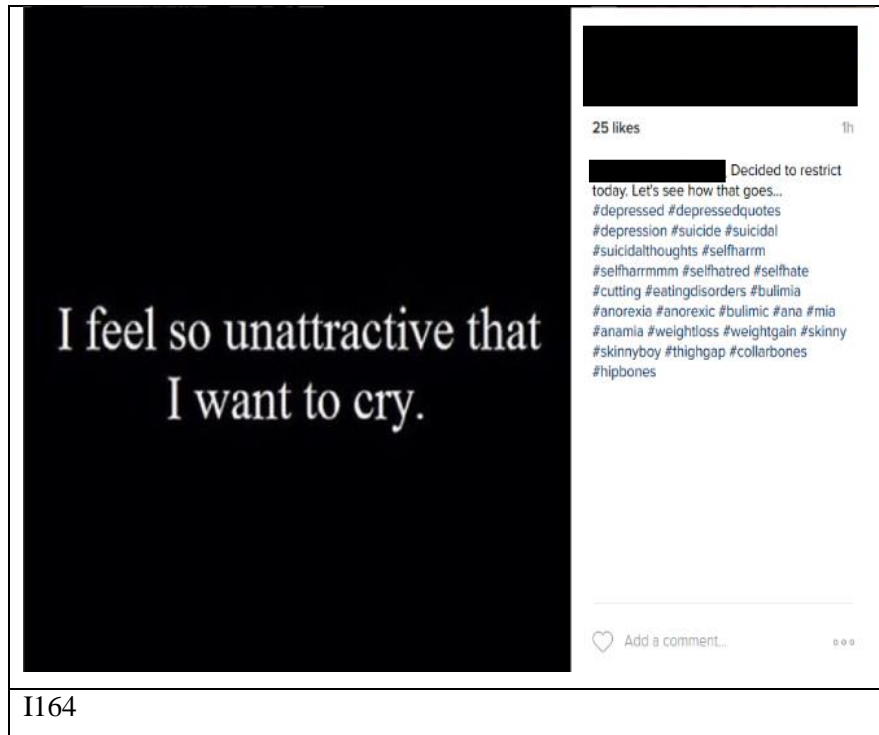 I feel so unattractive that
I want to cry.
25 likes 1h
Decided to restrict
today. Let's see how that goes...
#depressed #depressedquotes
#depression #suicide #suicidal
#suicidalthoughts #selfharrm
#selfharrmmm #selfhatred #selfhate
#cutting #eatingdisorders #bulimia
#anorexia #anorexic #bulimic #ana #mia
#anamia #weightloss #weightgain #skinny
#skinnyboy #thighgap #collarbones
#hipbones
Add a comment...
I164